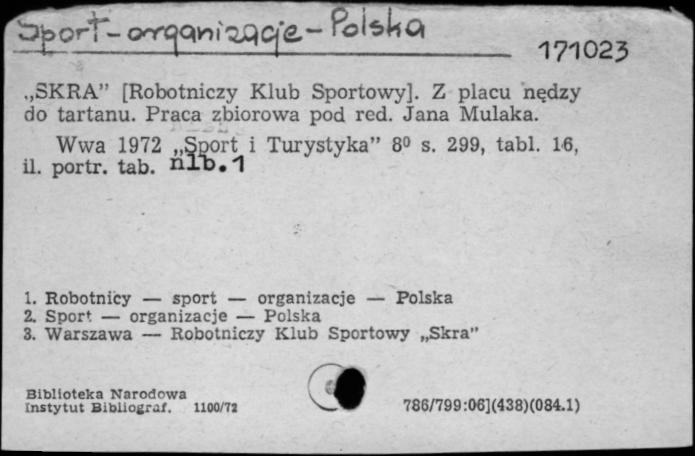 Sport-organizacje-Polska
171023
„SKRA” [Robotniczy Klub Sportowy]. Z placu nędzy
do tartanu. Praca zbiorowa pod red. Jana Mulaka.
Wwa 1972 „Sport i Turystyka” 8⁰ s. 299, tabl. 16,
il. portr. tab. nlb.1
1. Robotnicy — sport — organizacje — Polska
2. Sport — organizacje — Polska
3. Warszawa — Robotniczy Klub Sportowy „Skra”
Biblioteka Narodowa
Instytut Bibliograf. 1100/72
786/799:06](438)(084.1)